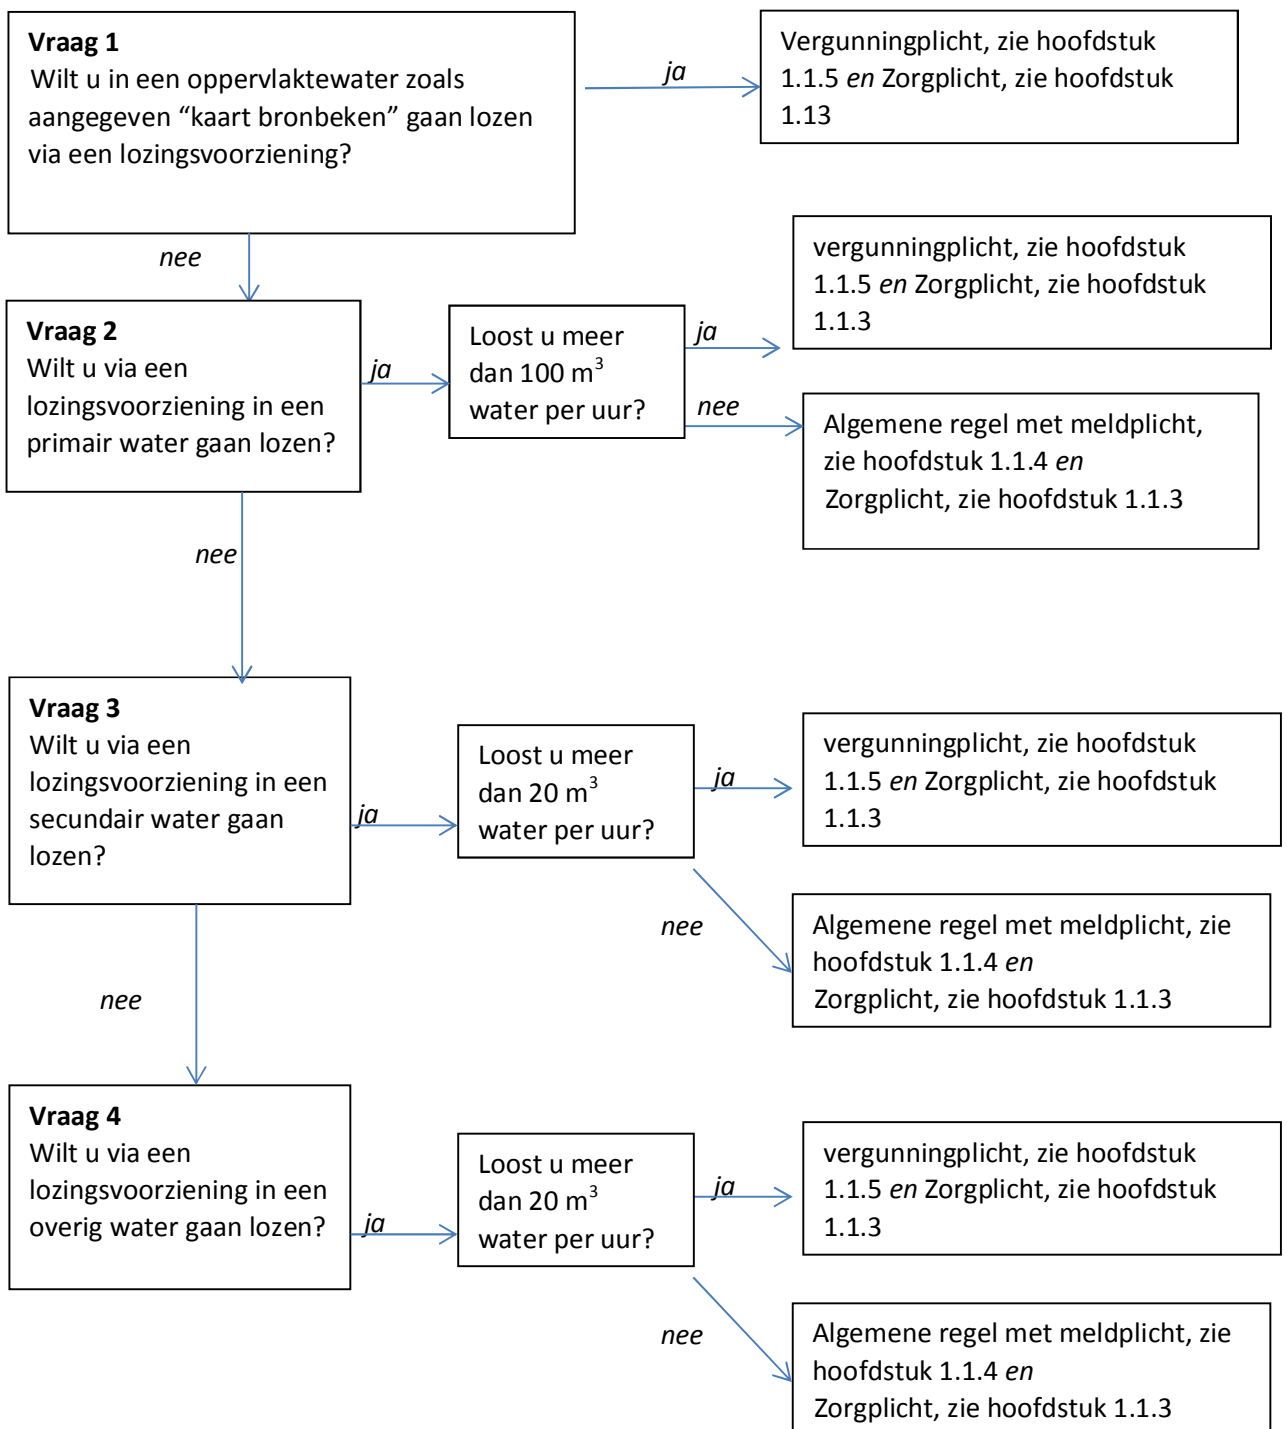 Vraag 1
Wilt u in een oppervlaktewater zoals
aangegeven “kaart bronbeken” gaan lozen
via een lozingsvoorziening?
ja
Vergunningplicht, zie hoofdstuk
1.1.5 en Zorgplicht, zie hoofdstuk
1.13
nee
Vraag 2
Wilt u via een
lozingsvoorziening in een
primair water gaan lozen?
ja
Loost u meer
dan 100 m³
water per uur?
ja
vergunningplicht, zie hoofdstuk
1.1.5 en Zorgplicht, zie hoofdstuk
1.1.3
nee
Algemene regel met meldplicht,
zie hoofdstuk 1.1.4 en
Zorgplicht, zie hoofdstuk 1.1.3
nee
Vraag 3
Wilt u via een
lozingsvoorziening in een
secundair water gaan
lozen?
ja
Loost u meer
dan 20 m³
water per uur?
ja
vergunningplicht, zie hoofdstuk
1.1.5 en Zorgplicht, zie hoofdstuk
1.1.3
nee
Algemene regel met meldplicht, zie
hoofdstuk 1.1.4 en
Zorgplicht, zie hoofdstuk 1.1.3
nee
Vraag 4
Wilt u via een
lozingsvoorziening in een
overig water gaan lozen?
ja
Loost u meer
dan 20 m³
water per uur?
ja
vergunningplicht, zie hoofdstuk
1.1.5 en Zorgplicht, zie hoofdstuk
1.1.3
nee
Algemene regel met meldplicht, zie
hoofdstuk 1.1.4 en
Zorgplicht, zie hoofdstuk 1.1.3